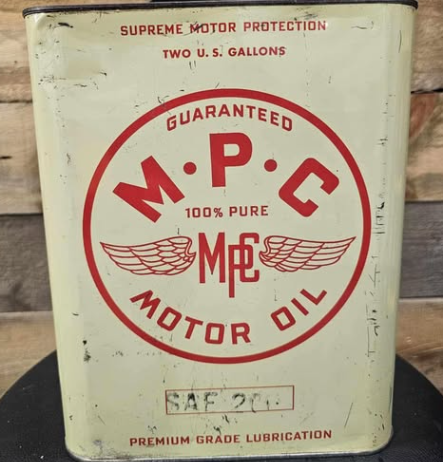 SUPREME MOTOR PROTECTION
TWO U.S. GALLONS
GUARANTEED
M·P·C
100% PURE
MPC
MOTOR OIL
PREMIUM GRADE LUBRICATION